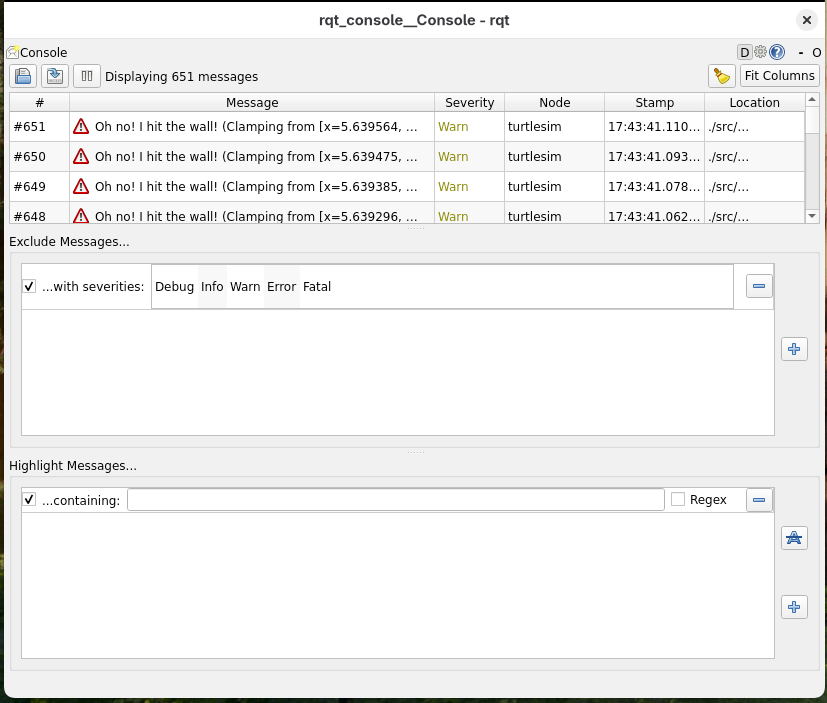 rqt_console__Console - rqt
Console D - O
Displaying 651 messages Fit Columns
# Message Severity Node Stamp Location
#651 Oh no! I hit the wall! (Clamping from [x=5.639564, ... Warn turtlesim 17:43:41.110... ./src/...
#650 Oh no! I hit the wall! (Clamping from [x=5.639475, ... Warn turtlesim 17:43:41.093... ./src/...
#649 Oh no! I hit the wall! (Clamping from [x=5.639385, ... Warn turtlesim 17:43:41.078... ./src/...
#648 Oh no! I hit the wall! (Clamping from [x=5.639296, ... Warn turtlesim 17:43:41.062... ./src/...
Exclude Messages...
...with severities: Debug Info Warn Error Fatal
Highlight Messages...
...containing: Regex